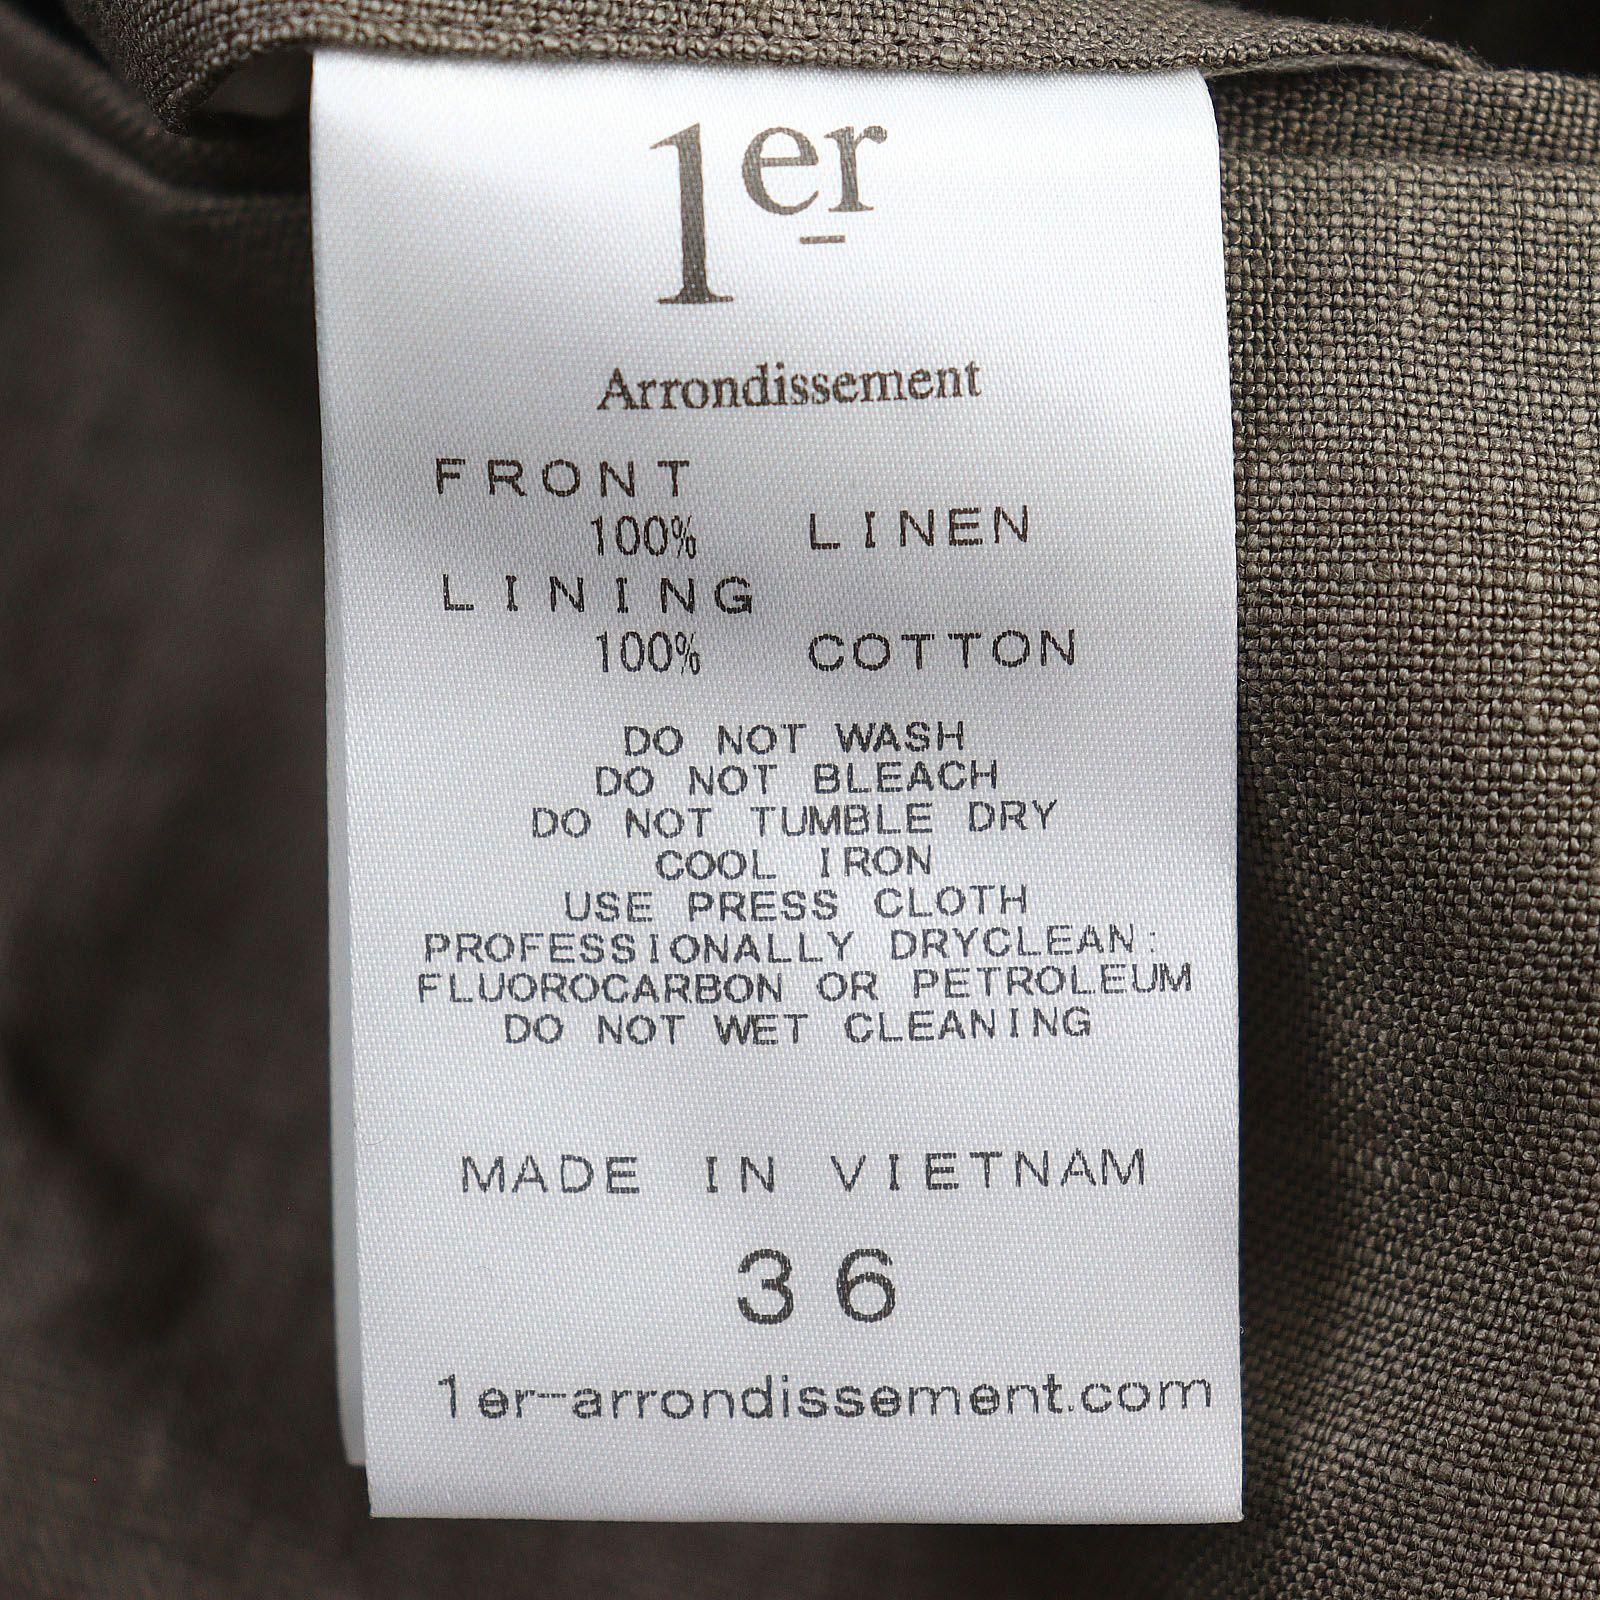 1er
Arrondissement
FRONT
100% LINEN
LINING
100% COTTON
DO NOT WASH
DO NOT BLEACH
DO NOT TUMBLE DRY
COOL IRON
USE PRESS CLOTH
PROFESSIONALLY DRYCLEAN:
FLUOROCARBON OR PETROLEUM
DO NOT WET CLEANING
MADE IN VIETNAM
36
1er-arrondissement.com